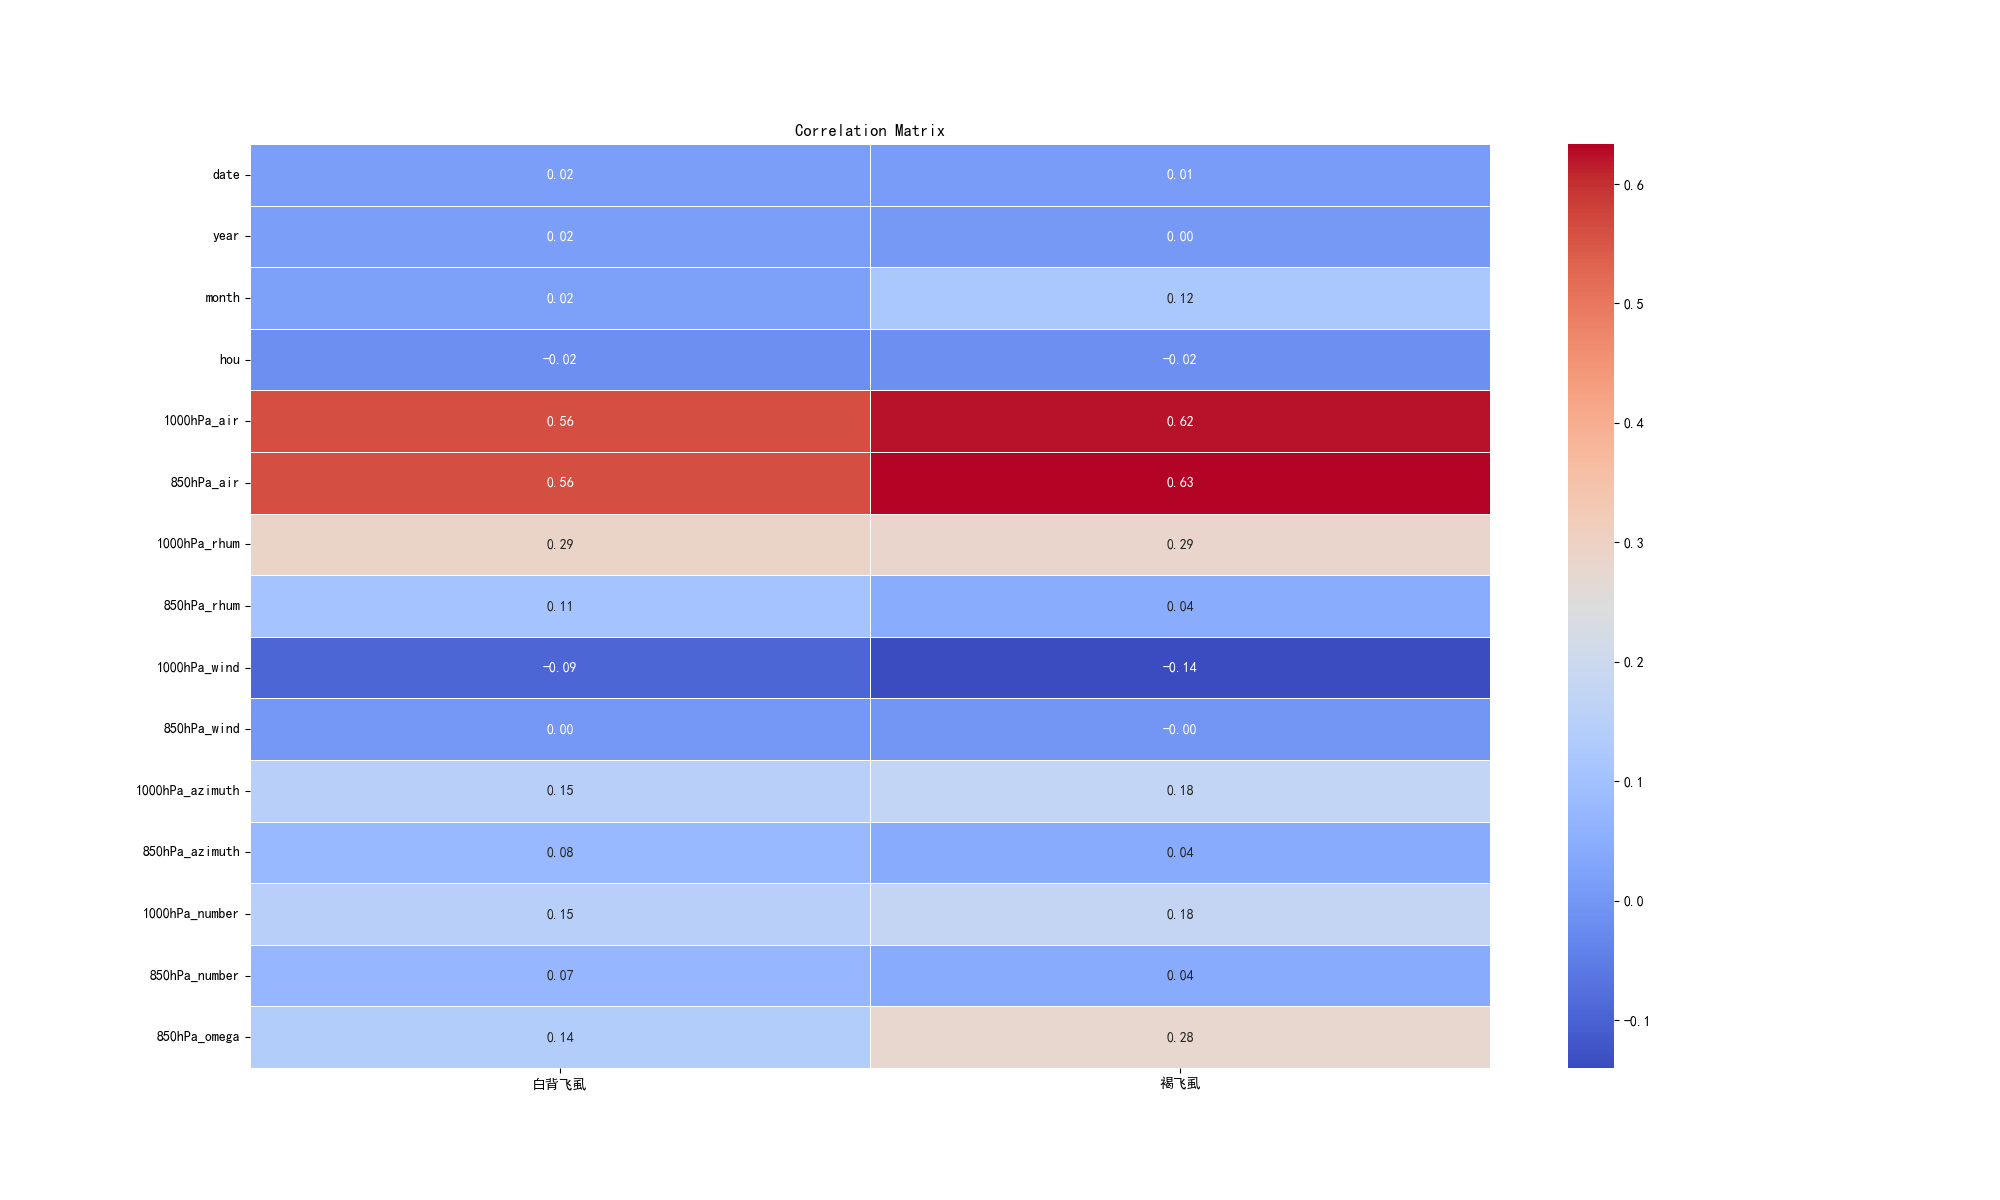 Correlation Matrix
date 0.02 0.01
year 0.02 0.00
month 0.02 0.12
hou -0.02 -0.02
1000hPa_air 0.56 0.62
850hPa_air 0.56 0.63
1000hPa_rhum 0.29 0.29
850hPa_rhum 0.11 0.04
1000hPa_wind -0.09 -0.14
850hPa_wind 0.00 -0.00
1000hPa_azimuth 0.15 0.18
850hPa_azimuth 0.08 0.04
1000hPa_number 0.15 0.18
850hPa_number 0.07 0.04
850hPa_omega 0.14 0.28
白背飞虱 褐飞虱
0.6
0.5
0.4
0.3
0.2
0.1
0.0
-0.1